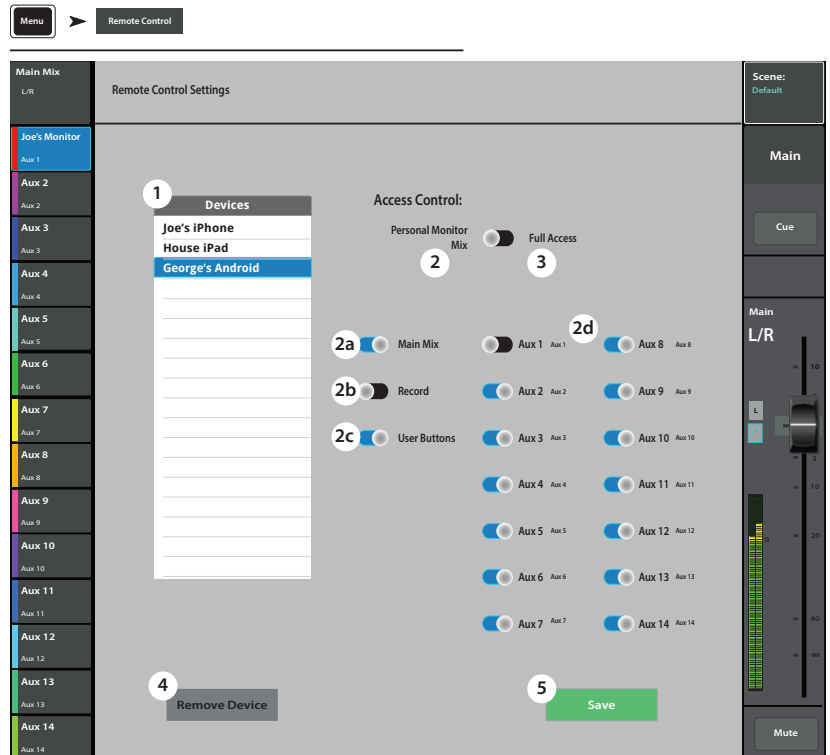 Menu
Remote Control
Main Mix
L/R
Remote Control Settings
Scene:
Default
Joe's Monitor
Aux 1
Aux 2
Aux 2
Aux 3
Aux 3
Aux 4
Aux 4
Aux 5
Aux 5
Aux 6
Aux 6
Aux 7
Aux 7
Aux 8
Aux 8
Aux 9
Aux 9
Aux 10
Aux 10
Aux 11
Aux 11
Aux 12
Aux 12
Aux 13
Aux 13
Aux 14
Aux 14
1
Devices
Joe's iPhone
House iPad
George's Android
Access Control:
Personal Monitor
Mix
Full Access
2
3
2a
Main Mix
2b
Record
2c
User Buttons
2d
Aux 1 Aux 1
Aux 8 Aux 8
Aux 2 Aux 2
Aux 9 Aux 9
Aux 3 Aux 3
Aux 10 Aux 10
Aux 4 Aux 4
Aux 11 Aux 11
Aux 5 Aux 5
Aux 12 Aux 12
Aux 6 Aux 6
Aux 13 Aux 13
Aux 7 Aux 7
Aux 14 Aux 14
4
Remove Device
5
Save
Main
Cue
Main
L/R
10
L
5
10
0
20
40
∞
Mute